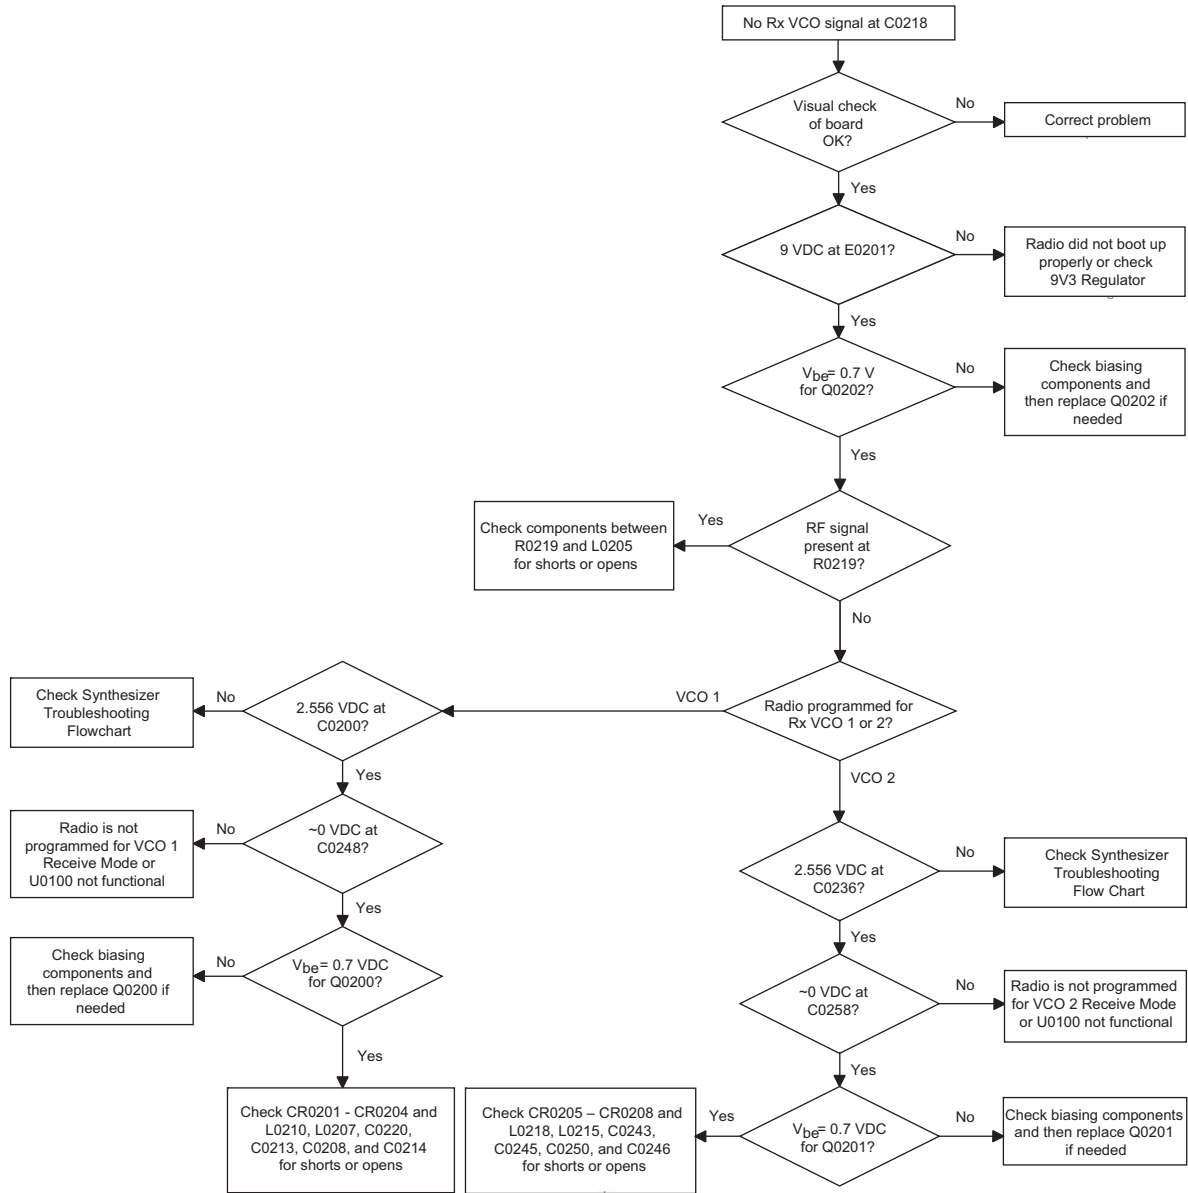 No Rx VCO signal at C0218
Visual check
of board
OK?
No
Correct problem
Yes
9 VDC at E0201?
No
Radio did not boot up
properly or check
9V3 Regulator
Yes
Vbe= 0.7 V
for Q0202?
No
Check biasing
components and
then replace Q0202 if
needed
Yes
RF signal
present at
R0219?
Yes
Check components between
R0219 and L0205
for shorts or opens
No
Radio programmed for
Rx VCO 1 or 2?
VCO 1
2.556 VDC at
C0200?
No
Check Synthesizer
Troubleshooting
Flowchart
Yes
~0 VDC at
C0248?
No
Radio is not
programmed for VCO 1
Receive Mode or
U0100 not functional
Yes
Vbe= 0.7 VDC
for Q0200?
No
Check biasing
components and
then replace Q0200 if
needed
Yes
Check CR0201 - CR0204 and
L0210, L0207, C0220,
C0213, C0208, and C0214
for shorts or opens
VCO 2
2.556 VDC at
C0236?
No
Check Synthesizer
Troubleshooting
Flow Chart
Yes
~0 VDC at
C0258?
No
Radio is not programmed
for VCO 2 Receive Mode
or U0100 not functional
Yes
Vbe= 0.7 VDC
for Q0201?
No
Check biasing components
and then replace Q0201
if needed
Yes
Check CR0205 – CR0208 and
L0218, L0215, C0243,
C0245, C0250, and C0246
for shorts or opens